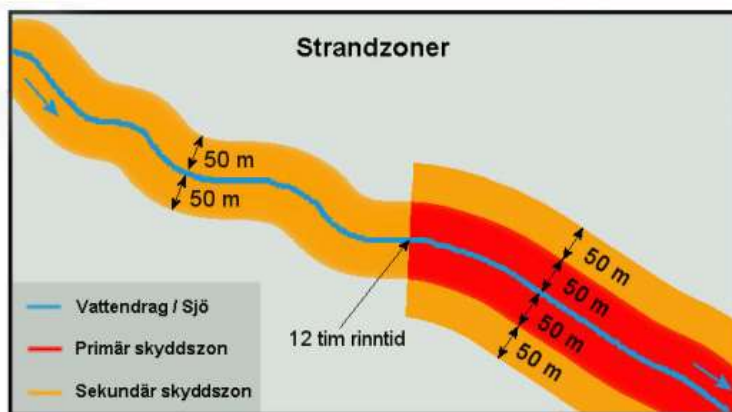 Strandzoner
50 m
50 m
50 m
50 m
50 m
50 m
12 tim rinntid
Vattendrag / Sjö
Primär skyddszon
Sekundär skyddszon